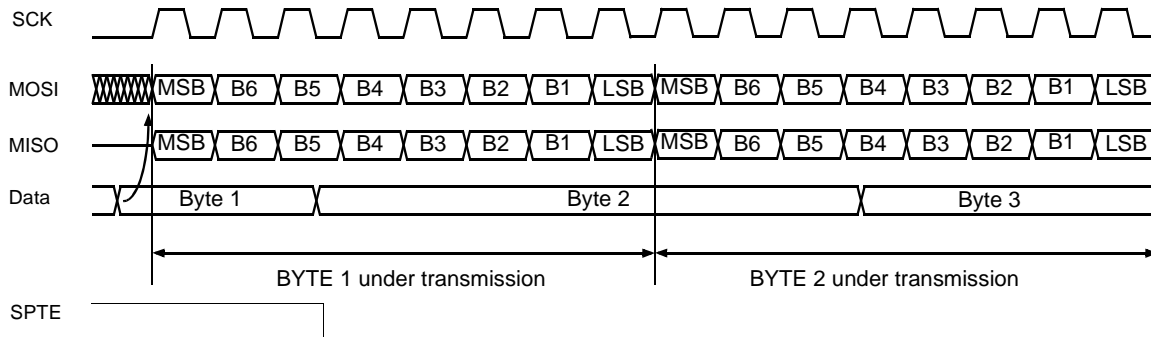 SCK
MOSI MSB B6 B5 B4 B3 B2 B1 LSB MSB B6 B5 B4 B3 B2 B1 LSB
MISO MSB B6 B5 B4 B3 B2 B1 LSB MSB B6 B5 B4 B3 B2 B1 LSB
Data Byte 1 Byte 2 Byte 3
BYTE 1 under transmission BYTE 2 under transmission
SPTE